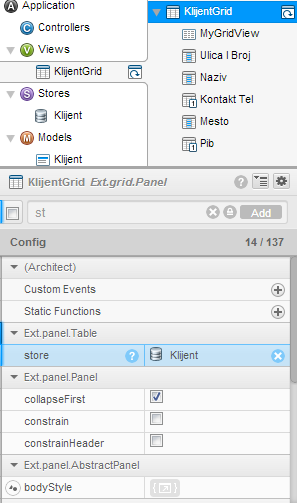 Application
Controllers
Views
KlijentGrid
Stores
Klijent
Models
Klijent
KlijentGrid
MyGridView
Ulica I Broj
Naziv
Kontakt Tel
Mesto
Pib
KlijentGrid Ext.grid.Panel
st
Add
Config 14 / 137
(Architect)
Custom Events
Static Functions
Ext.panel.Table
store Klijent
Ext.panel.Panel
collapseFirst
constrain
constrainHeader
Ext.panel.AbstractPanel
bodyStyle